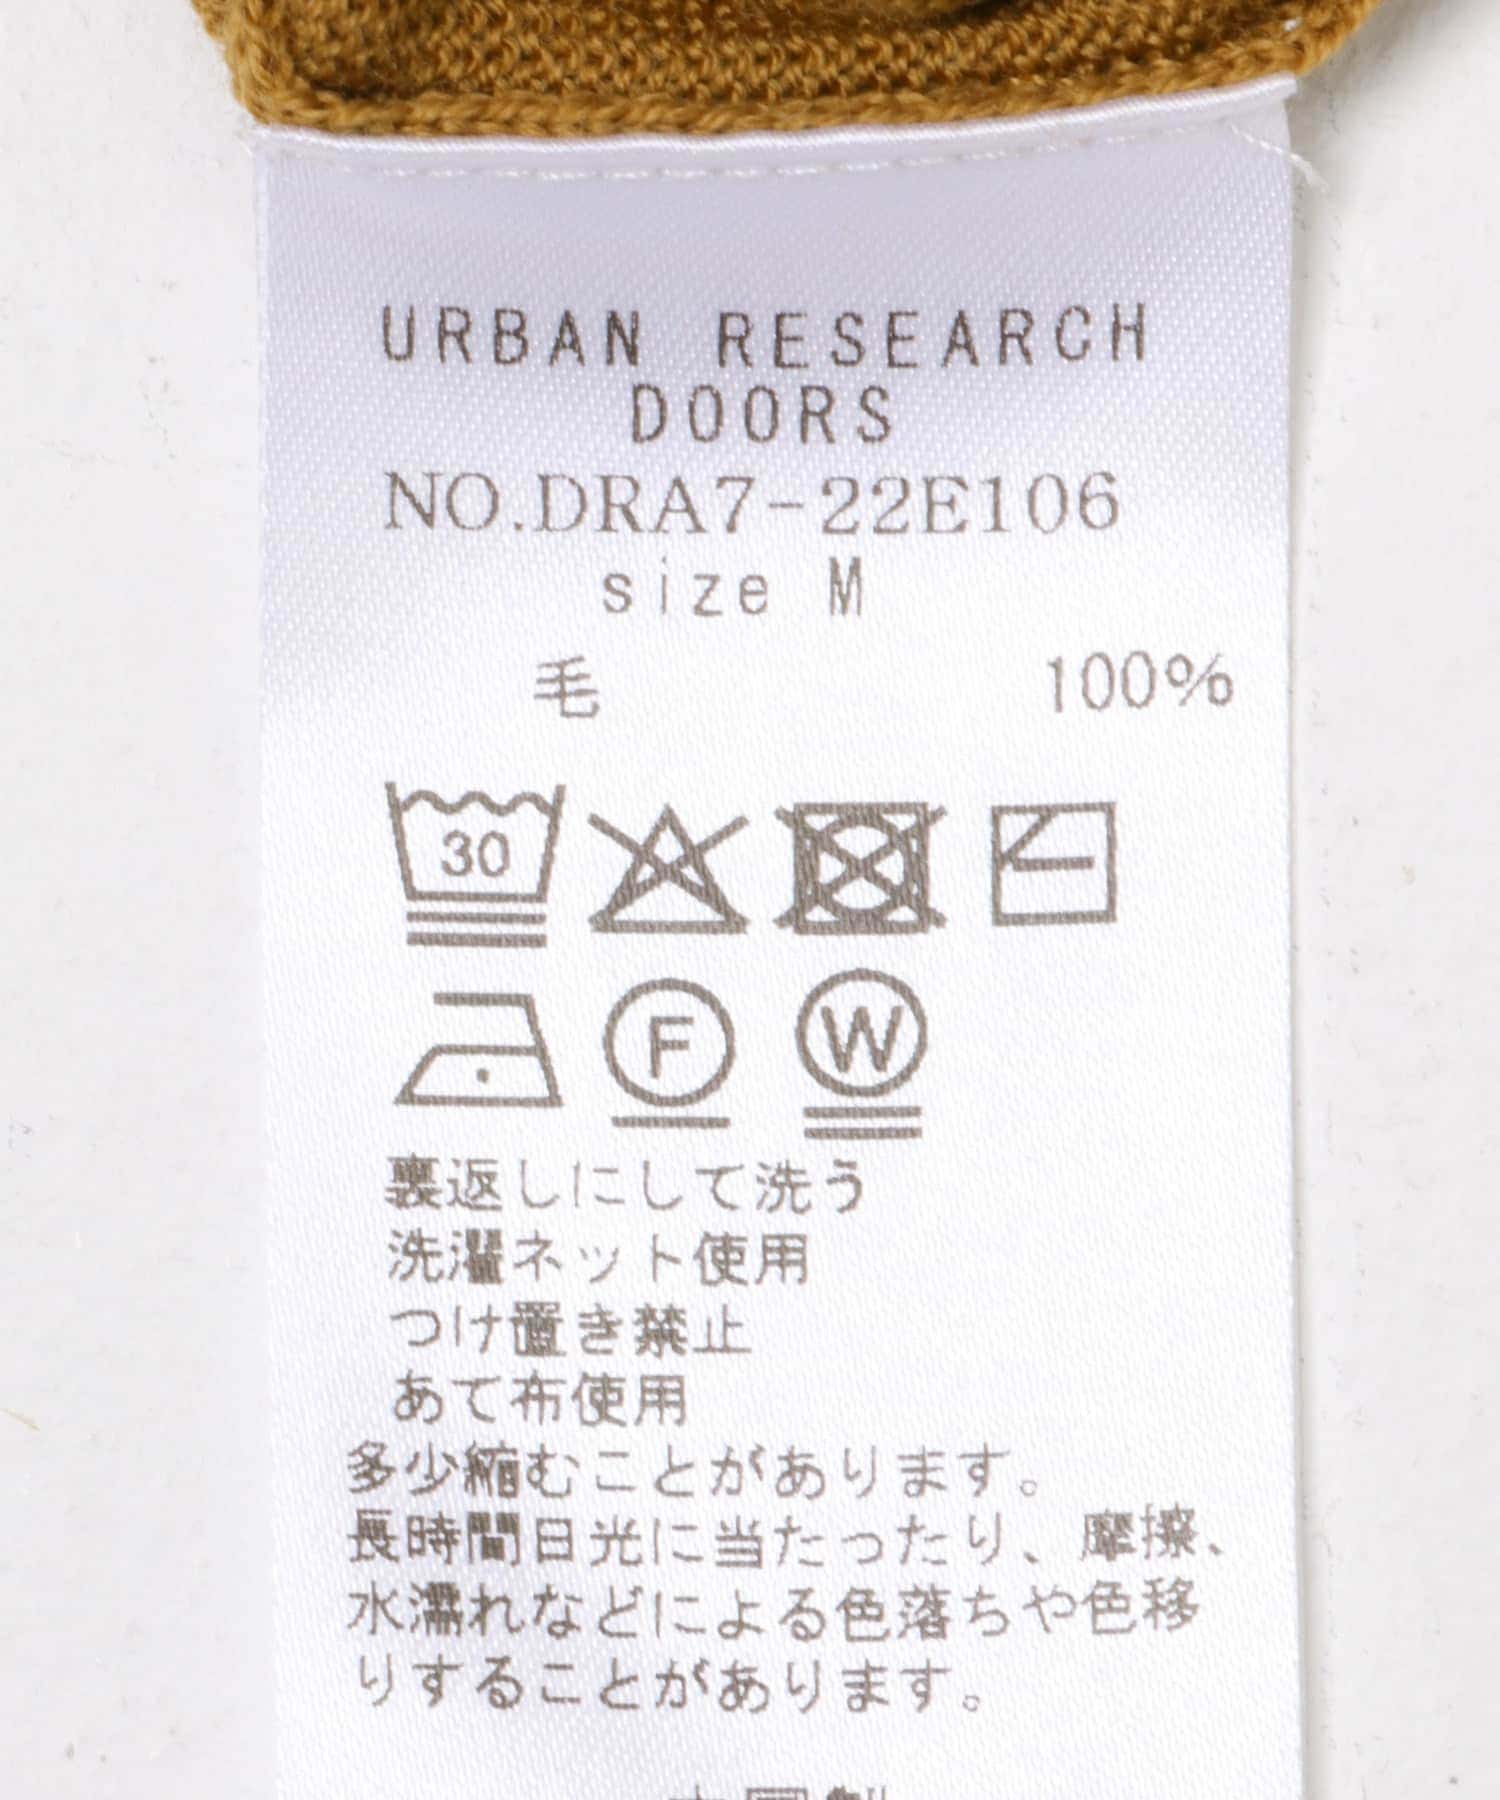 URBAN RESEARCH
DOORS
NO.DRA7-22E106
size M
毛 100%
30
F W
裏返しにして洗う
洗濯ネット使用
つけ置き禁止
あて布使用
多少縮むことがあります。
長時間日光に当たったり、摩擦、
水濡れなどによる色落ちや色移
りすることがあります。